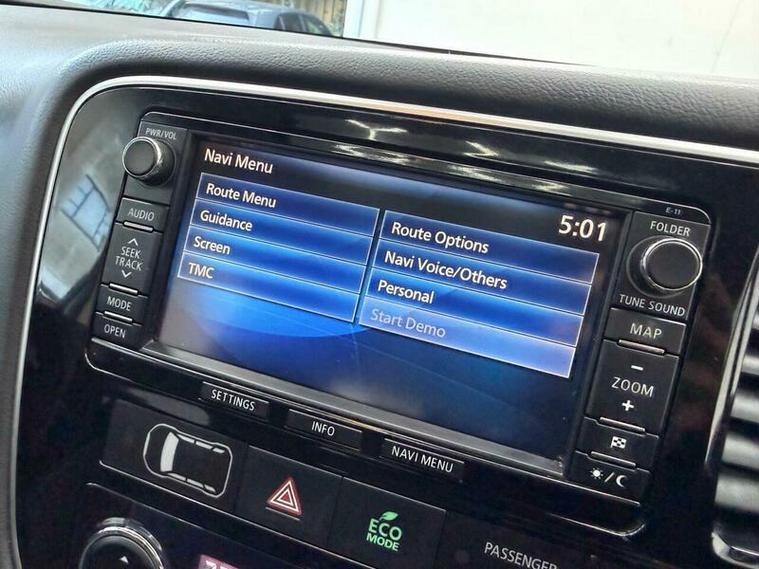 PWR/VOL
AUDIO
SEEK
TRACK
MODE
OPEN
Navi Menu
5:01
Route Menu
Guidance
Screen
TMC
Route Options
Navi Voice/Others
Personal
Start Demo
E-11
FOLDER
TUNE SOUND
MAP
−
ZOOM
+
SETTINGS
INFO
NAVI MENU
ECO
MODE
PASSENGER